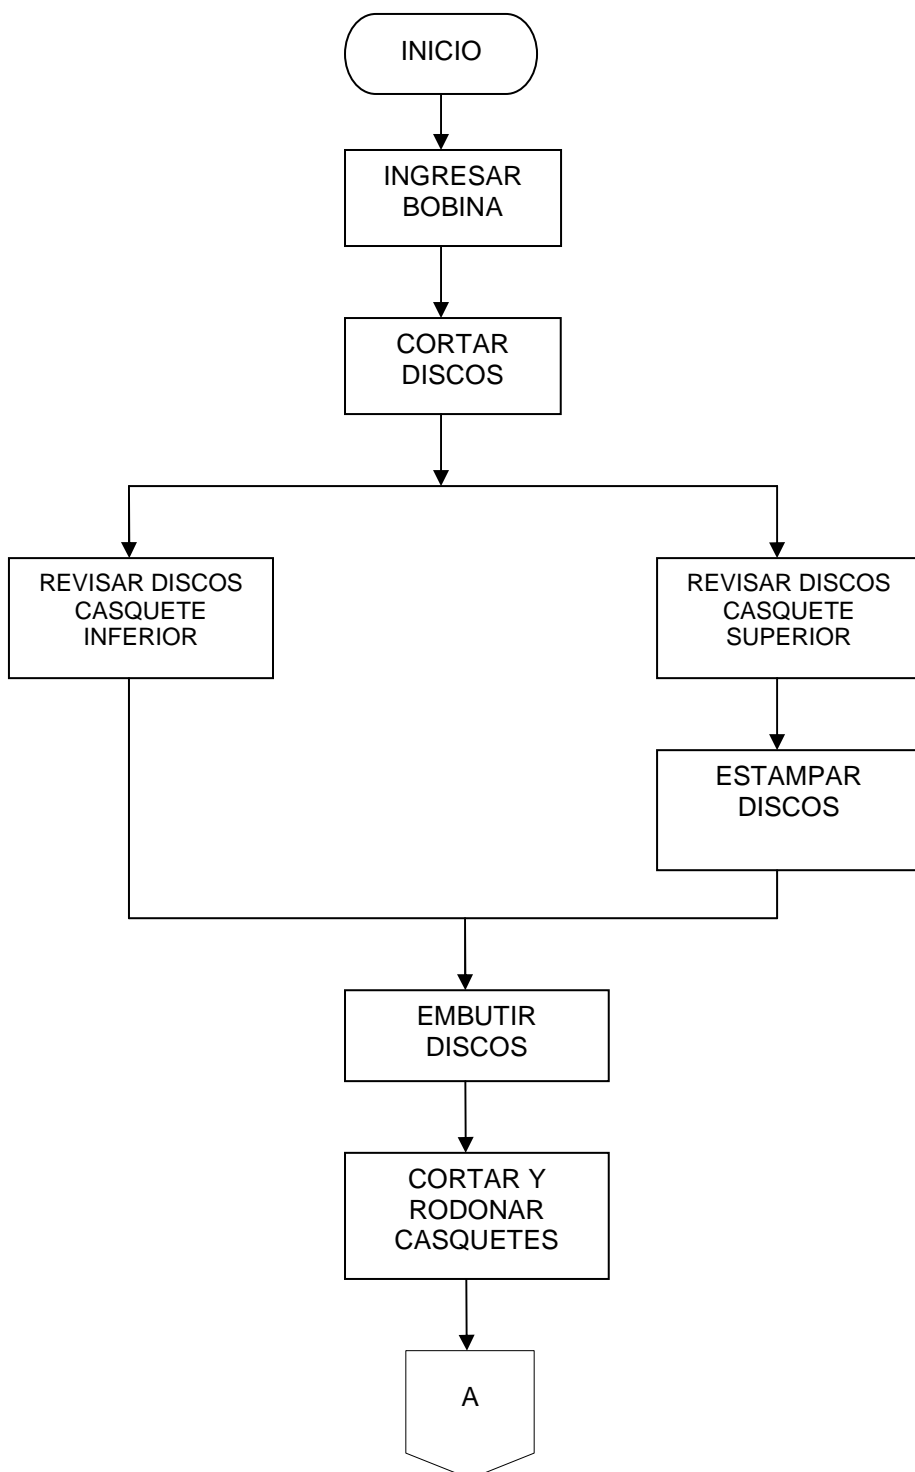 INICIO
INGRESAR
BOBINA
CORTAR
DISCOS
REVISAR DISCOS
CASQUETE
INFERIOR
REVISAR DISCOS
CASQUETE
SUPERIOR
ESTAMPAR
DISCOS
EMBUTIR
DISCOS
CORTAR Y
RODONAR
CASQUETES
A